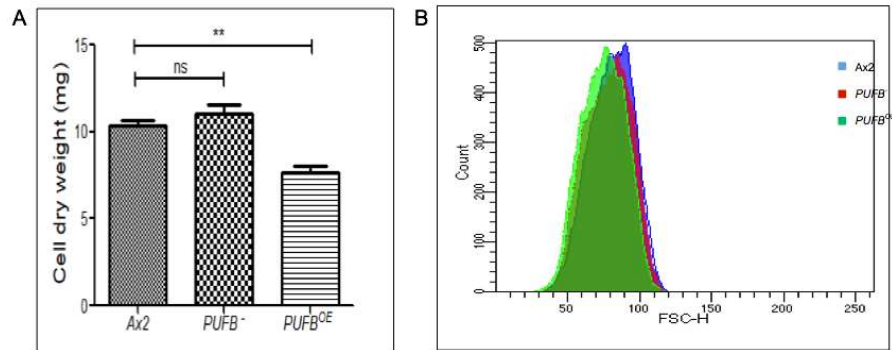 A
B
**
ns
Cell dry weight (mg)
15
10
5
0
Ax2
PUFB-
PUFBOE
500
400
300
200
100
0
Count
50
100
150
200
250
FSC-H
Ax2
PUFB-